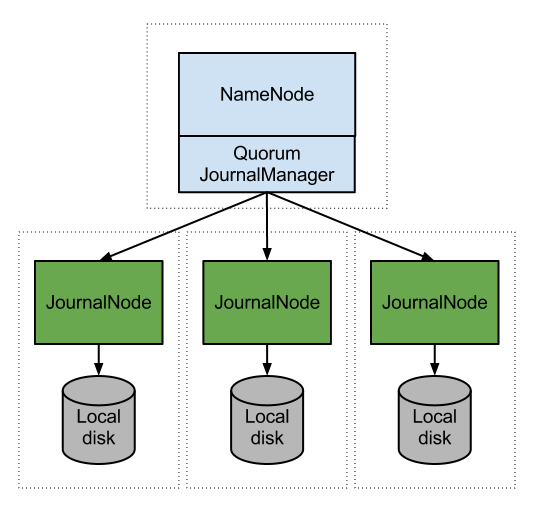 NameNode
Quorum
JournalManager
JournalNode
JournalNode
JournalNode
Local
disk
Local
disk
Local
disk